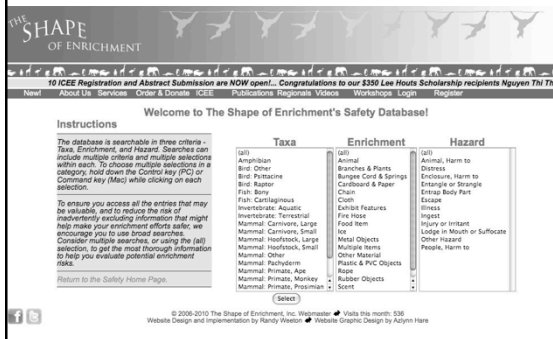 THE
SHAPE
OF ENRICHMENT
10 ICEE Registration and Abstract Submission are NOW open!... Congratulations to our $350 Lee Houts Scholarship recipients Nguyen Thi Th
New! About Us Services Order & Donate ICEE Publications Regionals Videos Workshops Login Register
Welcome to The Shape of Enrichment's Safety Database!
Instructions
The database is searchable in three criteria -
Taxa, Enrichment, and Hazard. Searches can
include multiple criteria and multiple selections
within each. To choose multiple selections in a
category, hold down the Control key (PC) or
Command key (Mac) while clicking on each
selection.
To ensure you access all the entries that may
be valuable, and to reduce the risk of
inadvertently excluding information that might
help make your enrichment efforts safer, we
encourage you to use broad searches.
Consider multiple searches, or using the (all)
selection, to get the most thorough information
to help you evaluate potential enrichment
risks.
Return to the Safety Home Page.
Taxa
(all)
Amphibian
Bird: Other
Bird: Psittacine
Bird: Raptor
Fish: Bony
Fish: Cartilaginous
Invertebrate: Aquatic
Invertebrate: Terrestrial
Mammal: Carnivore, Large
Mammal: Carnivore, Small
Mammal: Hoofstock, Large
Mammal: Hoofstock, Small
Mammal: Other
Mammal: Pachyderm
Mammal: Primate, Ape
Mammal: Primate, Monkey
Mammal: Primate, Prosimian
Enrichment
(all)
Animal
Branches & Plants
Bungee Cord & Springs
Cardboard & Paper
Chain
Cloth
Exhibit Features
Fire Hose
Food Item
Ice
Metal Objects
Multiple Items
Other Material
Plastic & PVC Objects
Rope
Rubber Objects
Scent
Hazard
(all)
Animal, Harm to
Distress
Enclosure, Harm to
Entangle or Strangle
Entrap Body Part
Escape
Illness
Ingest
Injury or Irritant
Lodge in Mouth or Suffocate
Other Hazard
People, Harm to
Select
© 2006-2010 The Shape of Enrichment, Inc. Webmaster Visits this month: 536
Website Design and Implementation by Randy Weeton Website Graphic Design by Azlynn Hare